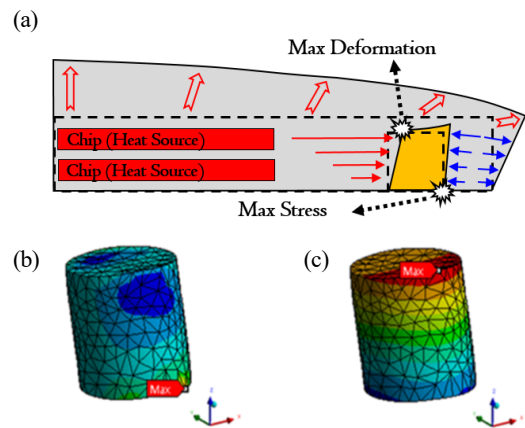 (a)
Max Deformation
Chip (Heat Source)
Chip (Heat Source)
Max Stress
(b)
(c)
Max
Max
Z
X
Z
X